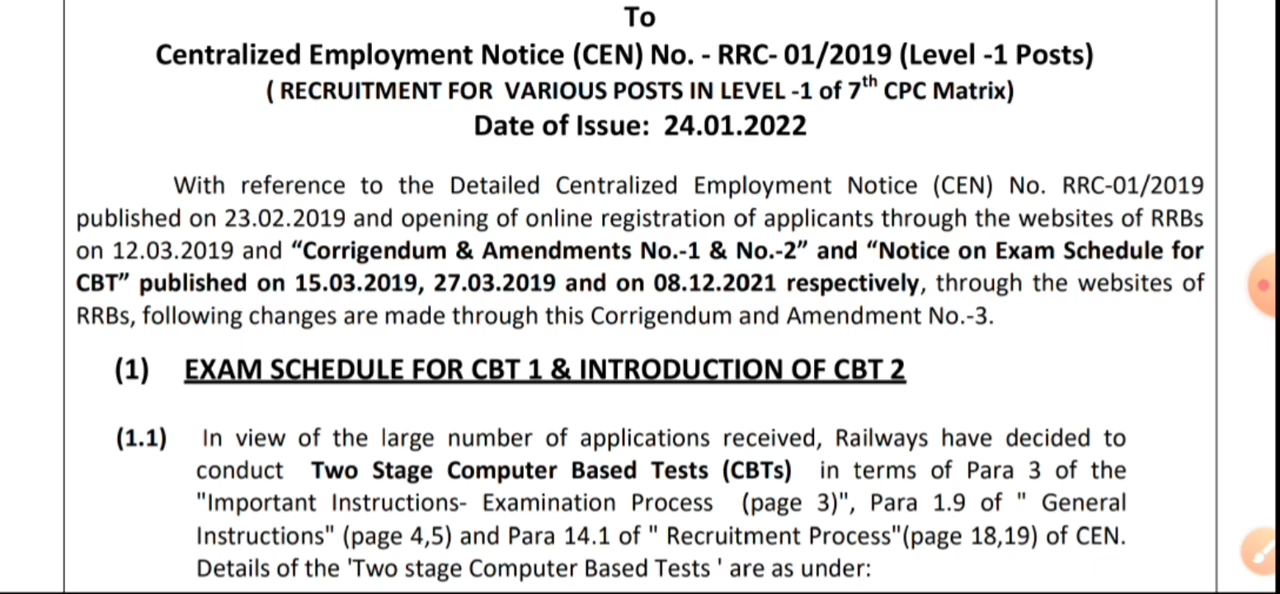 To
Centralized Employment Notice (CEN) No. - RRC- 01/2019 (Level -1 Posts)
( RECRUITMENT FOR VARIOUS POSTS IN LEVEL -1 of 7th CPC Matrix)
Date of Issue: 24.01.2022
With reference to the Detailed Centralized Employment Notice (CEN) No. RRC-01/2019
published on 23.02.2019 and opening of online registration of applicants through the websites of RRBs
on 12.03.2019 and “Corrigendum & Amendments No.-1 & No.-2” and “Notice on Exam Schedule for
CBT” published on 15.03.2019, 27.03.2019 and on 08.12.2021 respectively, through the websites of
RRBs, following changes are made through this Corrigendum and Amendment No.-3.
(1) EXAM SCHEDULE FOR CBT 1 & INTRODUCTION OF CBT 2
(1.1) In view of the large number of applications received, Railways have decided to
conduct Two Stage Computer Based Tests (CBTs) in terms of Para 3 of the
"Important Instructions- Examination Process (page 3)", Para 1.9 of " General
Instructions" (page 4,5) and Para 14.1 of " Recruitment Process"(page 18,19) of CEN.
Details of the 'Two stage Computer Based Tests ' are as under: